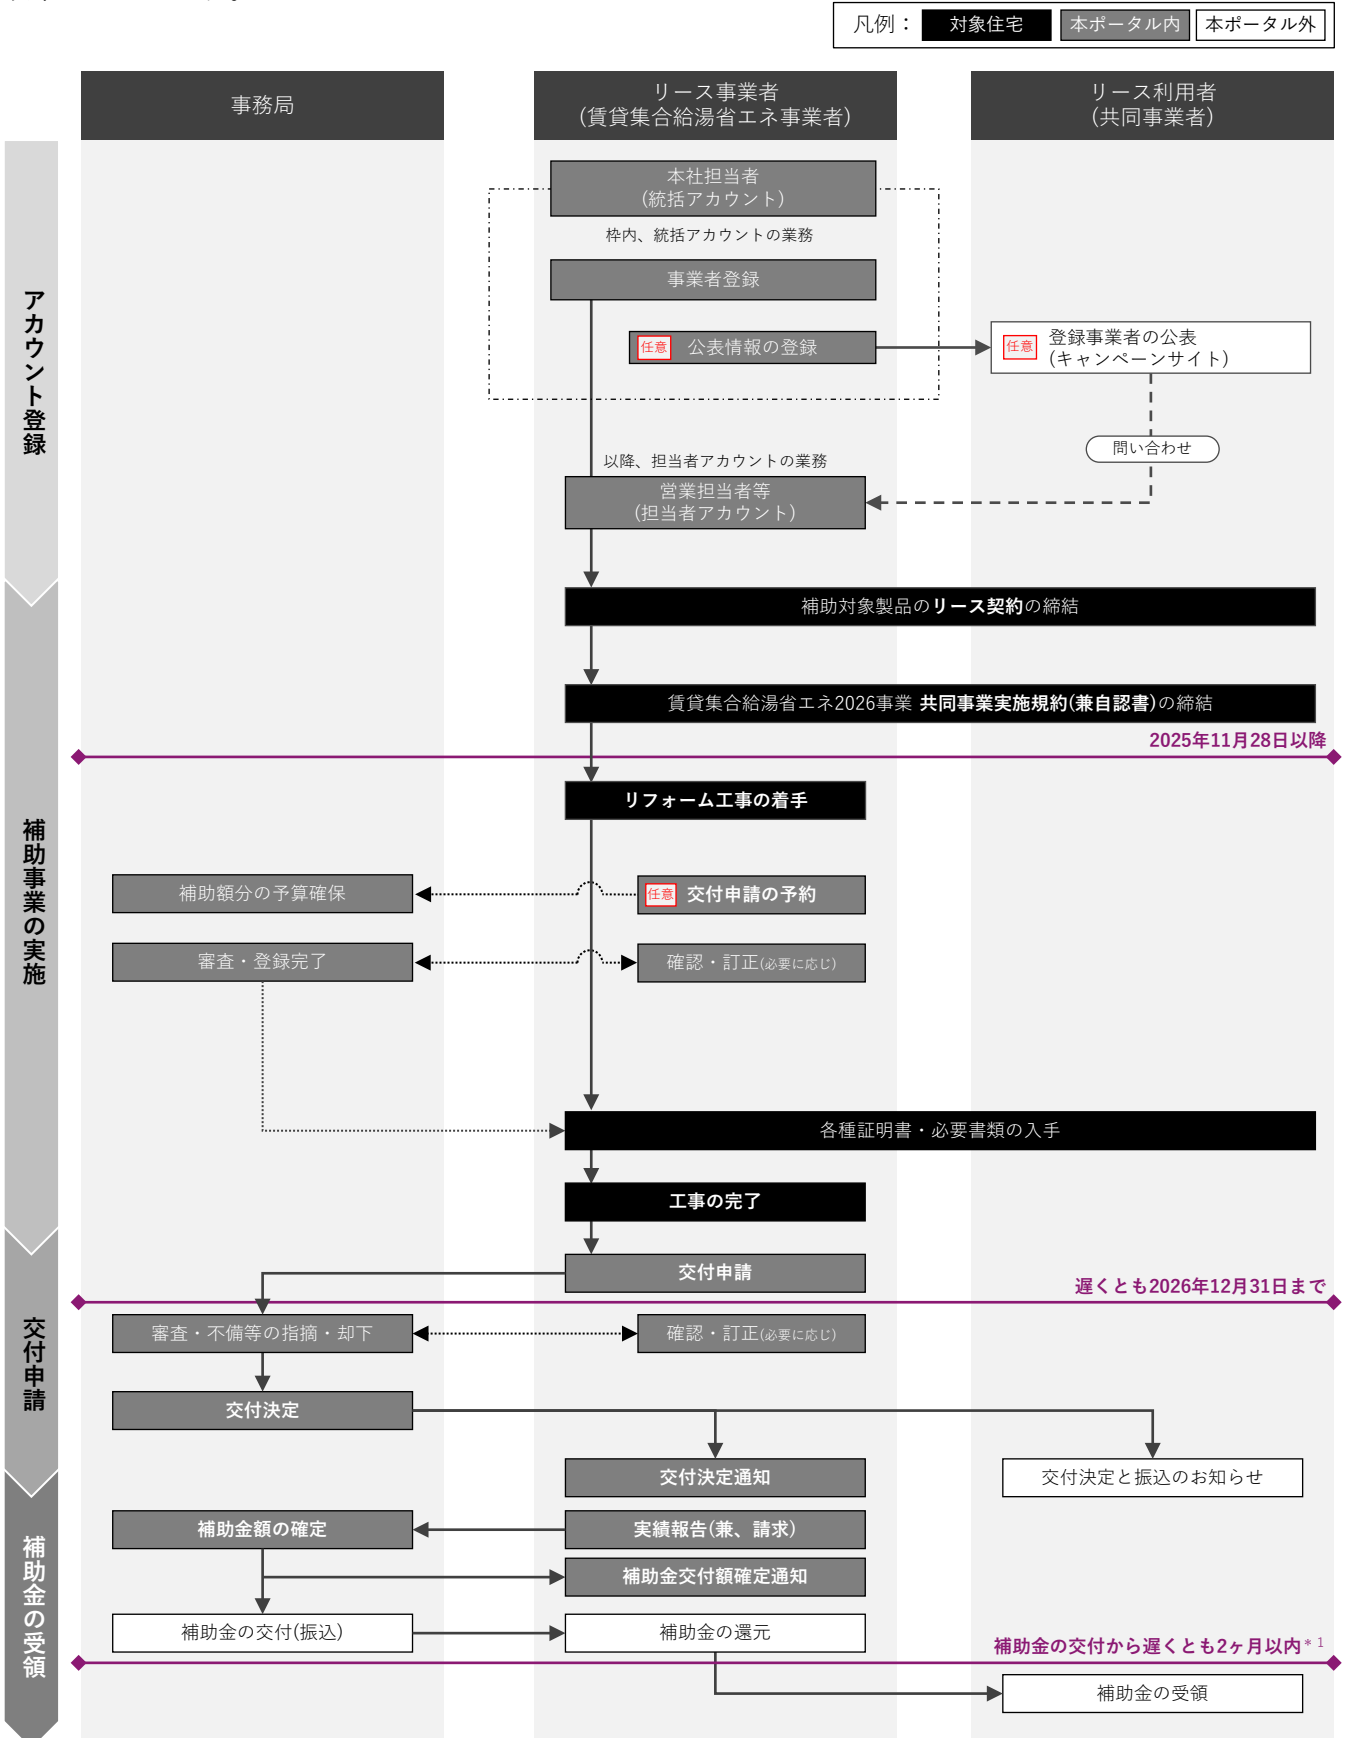 凡例：
対象住宅
本ポータル内
本ポータル外
事務局
リース事業者
(賃貸集合給湯省エネ事業者)
リース利用者
(共同事業者)
アカウント登録
本社担当者
(統括アカウント)
枠内、統括アカウントの業務
事業者登録
任意 公表情報の登録
任意 登録事業者の公表
(キャンペーンサイト)
問い合わせ
以降、担当者アカウントの業務
営業担当者等
(担当者アカウント)
補助事業の実施
補助対象製品のリース契約の締結
賃貸集合給湯省エネ2026事業 共同事業実施規約(兼自認書)の締結
2025年11月28日以降
リフォーム工事の着手
補助額分の予算確保
任意 交付申請の予約
審査・登録完了
確認・訂正(必要に応じ)
各種証明書・必要書類の入手
工事の完了
交付申請
交付申請
遅くとも2026年12月31日まで
審査・不備等の指摘・却下
確認・訂正(必要に応じ)
交付決定
交付決定通知
交付決定と振込のお知らせ
補助金の受領
補助金額の確定
実績報告(兼、請求)
補助金交付額確定通知
補助金の交付(振込)
補助金の還元
補助金の交付から遅くとも2ヶ月以内＊1
補助金の受領